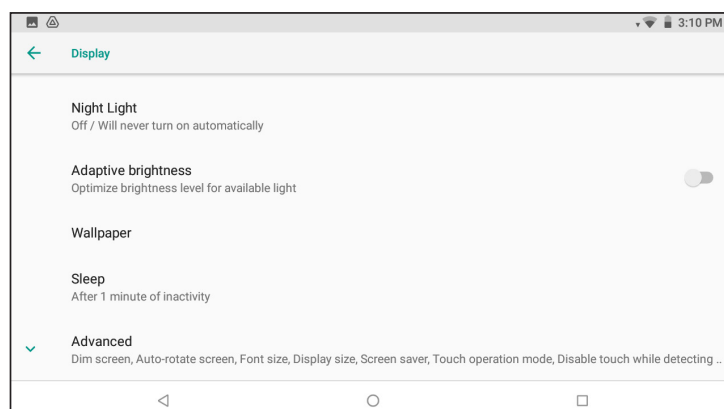 3:10 PM
Display
Night Light
Off / Will never turn on automatically
Adaptive brightness
Optimize brightness level for available light
Wallpaper
Sleep
After 1 minute of inactivity
Advanced
Dim screen, Auto-rotate screen, Font size, Display size, Screen saver, Touch operation mode, Disable touch while detecting ..